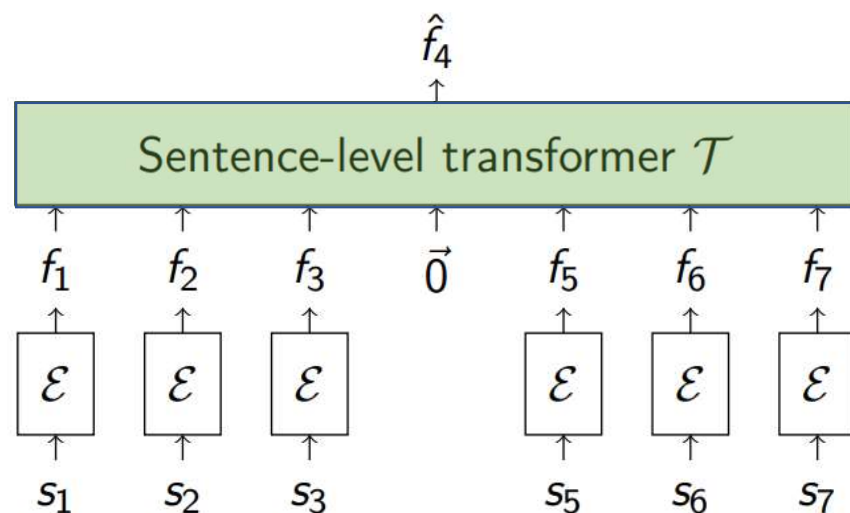 f̂₄
Sentence-level transformer 𝒯
f₁ f₂ f₃ 0⃗ f₅ f₆ f₇
ℰ ℰ ℰ ℰ ℰ ℰ
s₁ s₂ s₃ s₅ s₆ s₇